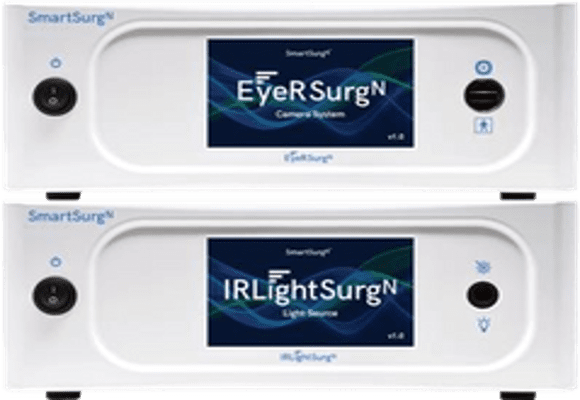 SmartSurgN
SmartSurgN
EyeRSurgN
Camera System
v1.0
EyeRSurgN
SmartSurgN
SmartSurgN
IRLightSurgN
Light Source
v1.0
IRLightSurgN